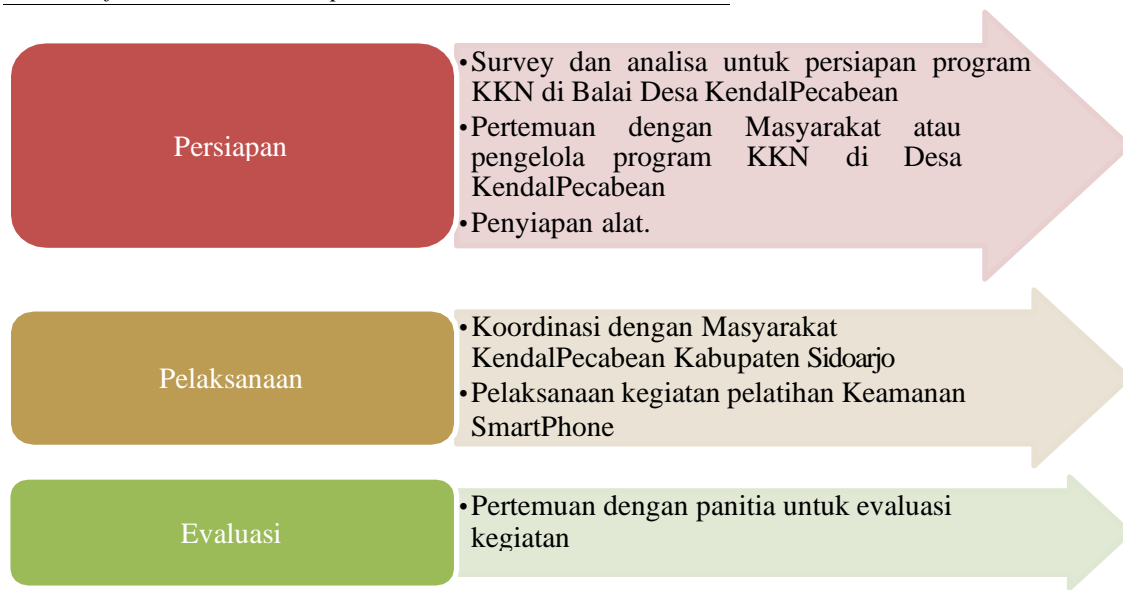 Persiapan
•Survey dan analisa untuk persiapan program
KKN di Balai Desa KendalPecabean
•Pertemuan dengan Masyarakat atau
pengelola program KKN di Desa
KendalPecabean
•Penyiapan alat.
Pelaksanaan
•Koordinasi dengan Masyarakat
KendalPecabean Kabupaten Sidoarjo
•Pelaksanaan kegiatan pelatihan Keamanan
SmartPhone
Evaluasi
•Pertemuan dengan panitia untuk evaluasi
kegiatan